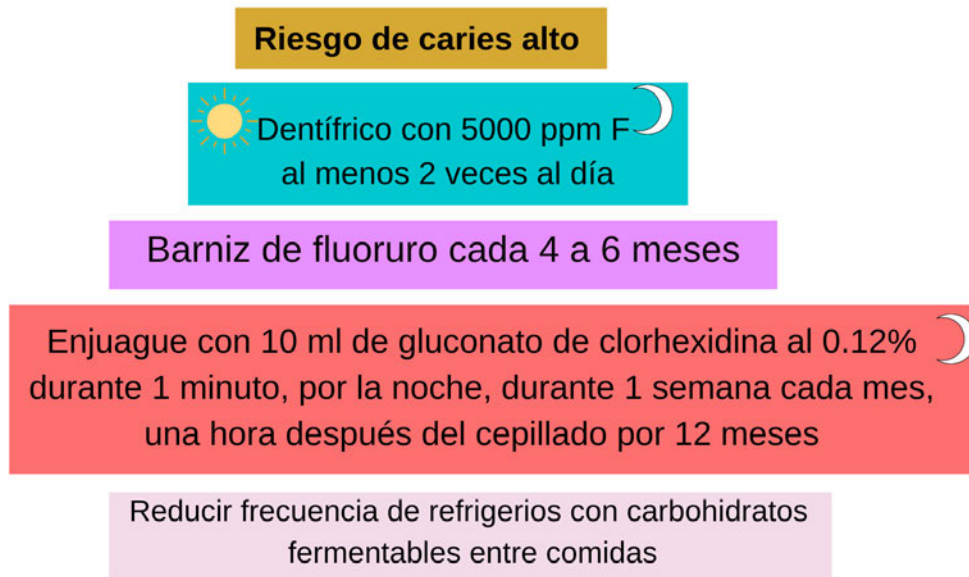 Riesgo de caries alto
Dentífrico con 5000 ppm F
al menos 2 veces al día
Barniz de fluoruro cada 4 a 6 meses
Enjuague con 10 ml de gluconato de clorhexidina al 0.12%
durante 1 minuto, por la noche, durante 1 semana cada mes,
una hora después del cepillado por 12 meses
Reducir frecuencia de refrigerios con carbohidratos
fermentables entre comidas